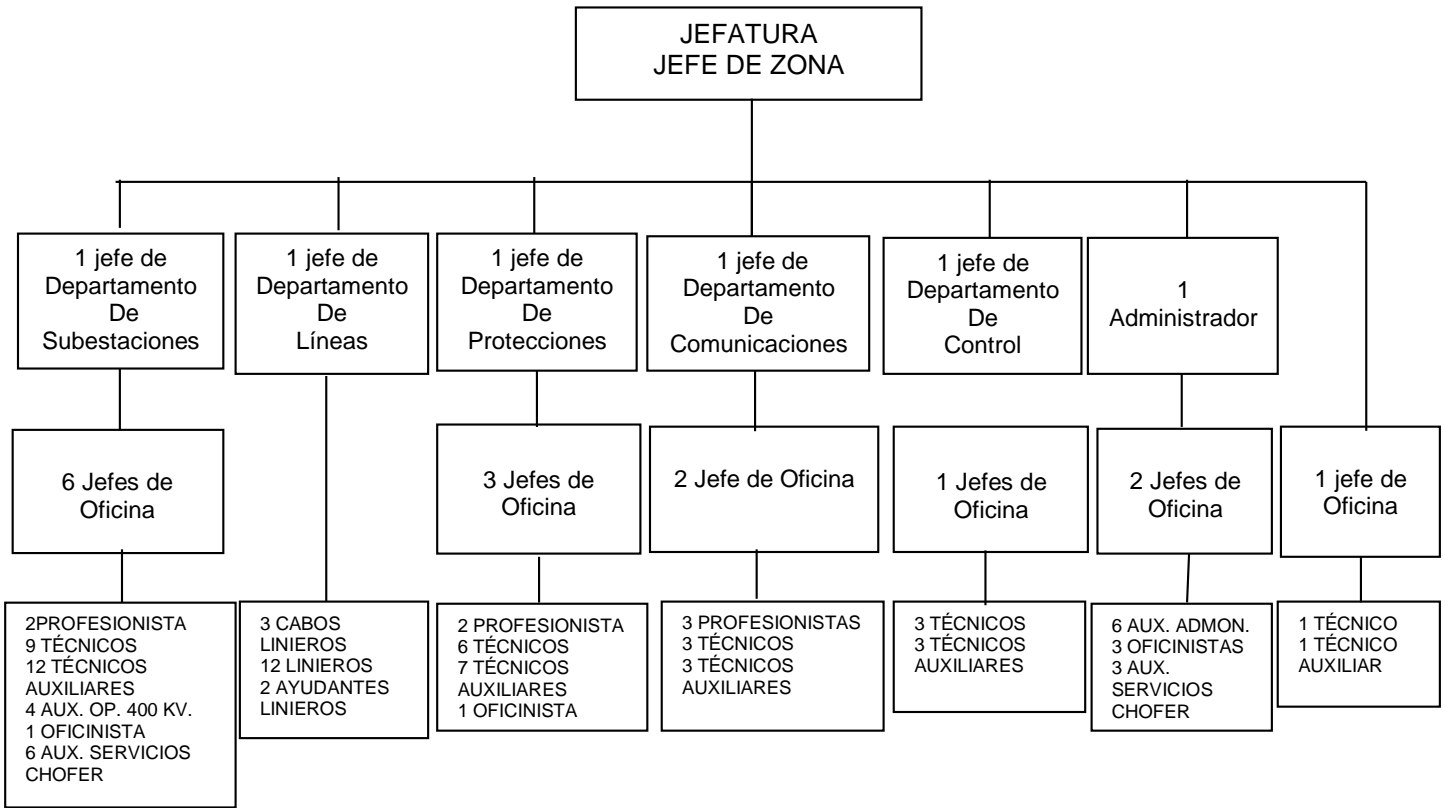 JEFATURA
JEFE DE ZONA
1 jefe de
Departamento
De
Subestaciones
1 jefe de
Departamento
De
Líneas
1 jefe de
Departamento
De
Protecciones
1 jefe de
Departamento
De
Comunicaciones
1 jefe de
Departamento
De
Control
1
Administrador
6 Jefes de
Oficina
3 Jefes de
Oficina
2 Jefe de Oficina
1 Jefes de
Oficina
2 Jefes de
Oficina
1 jefe de
Oficina
2PROFESIONISTA
9 TÉCNICOS
12 TÉCNICOS
AUXILIARES
4 AUX. OP. 400 KV.
1 OFICINISTA
6 AUX. SERVICIOS
CHOFER
3 CABOS
LINIEROS
12 LINIEROS
2 AYUDANTES
LINIEROS
2 PROFESIONISTA
6 TÉCNICOS
7 TÉCNICOS
AUXILIARES
1 OFICINISTA
3 PROFESIONISTAS
3 TÉCNICOS
3 TÉCNICOS
AUXILIARES
3 TÉCNICOS
3 TÉCNICOS
AUXILIARES
6 AUX. ADMON.
3 OFICINISTAS
3 AUX.
SERVICIOS
CHOFER
1 TÉCNICO
1 TÉCNICO
AUXILIAR